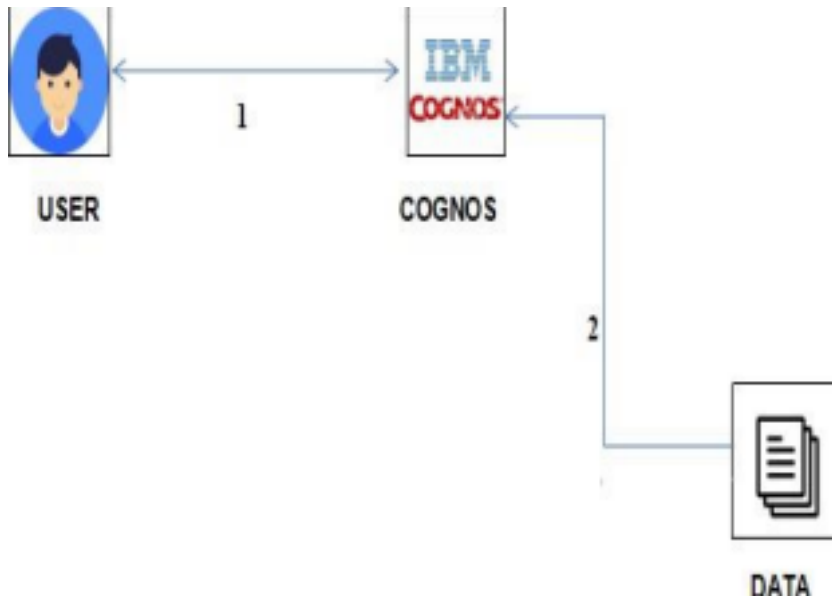 IBM
COGNOS
1
USER
COGNOS
2
DATA